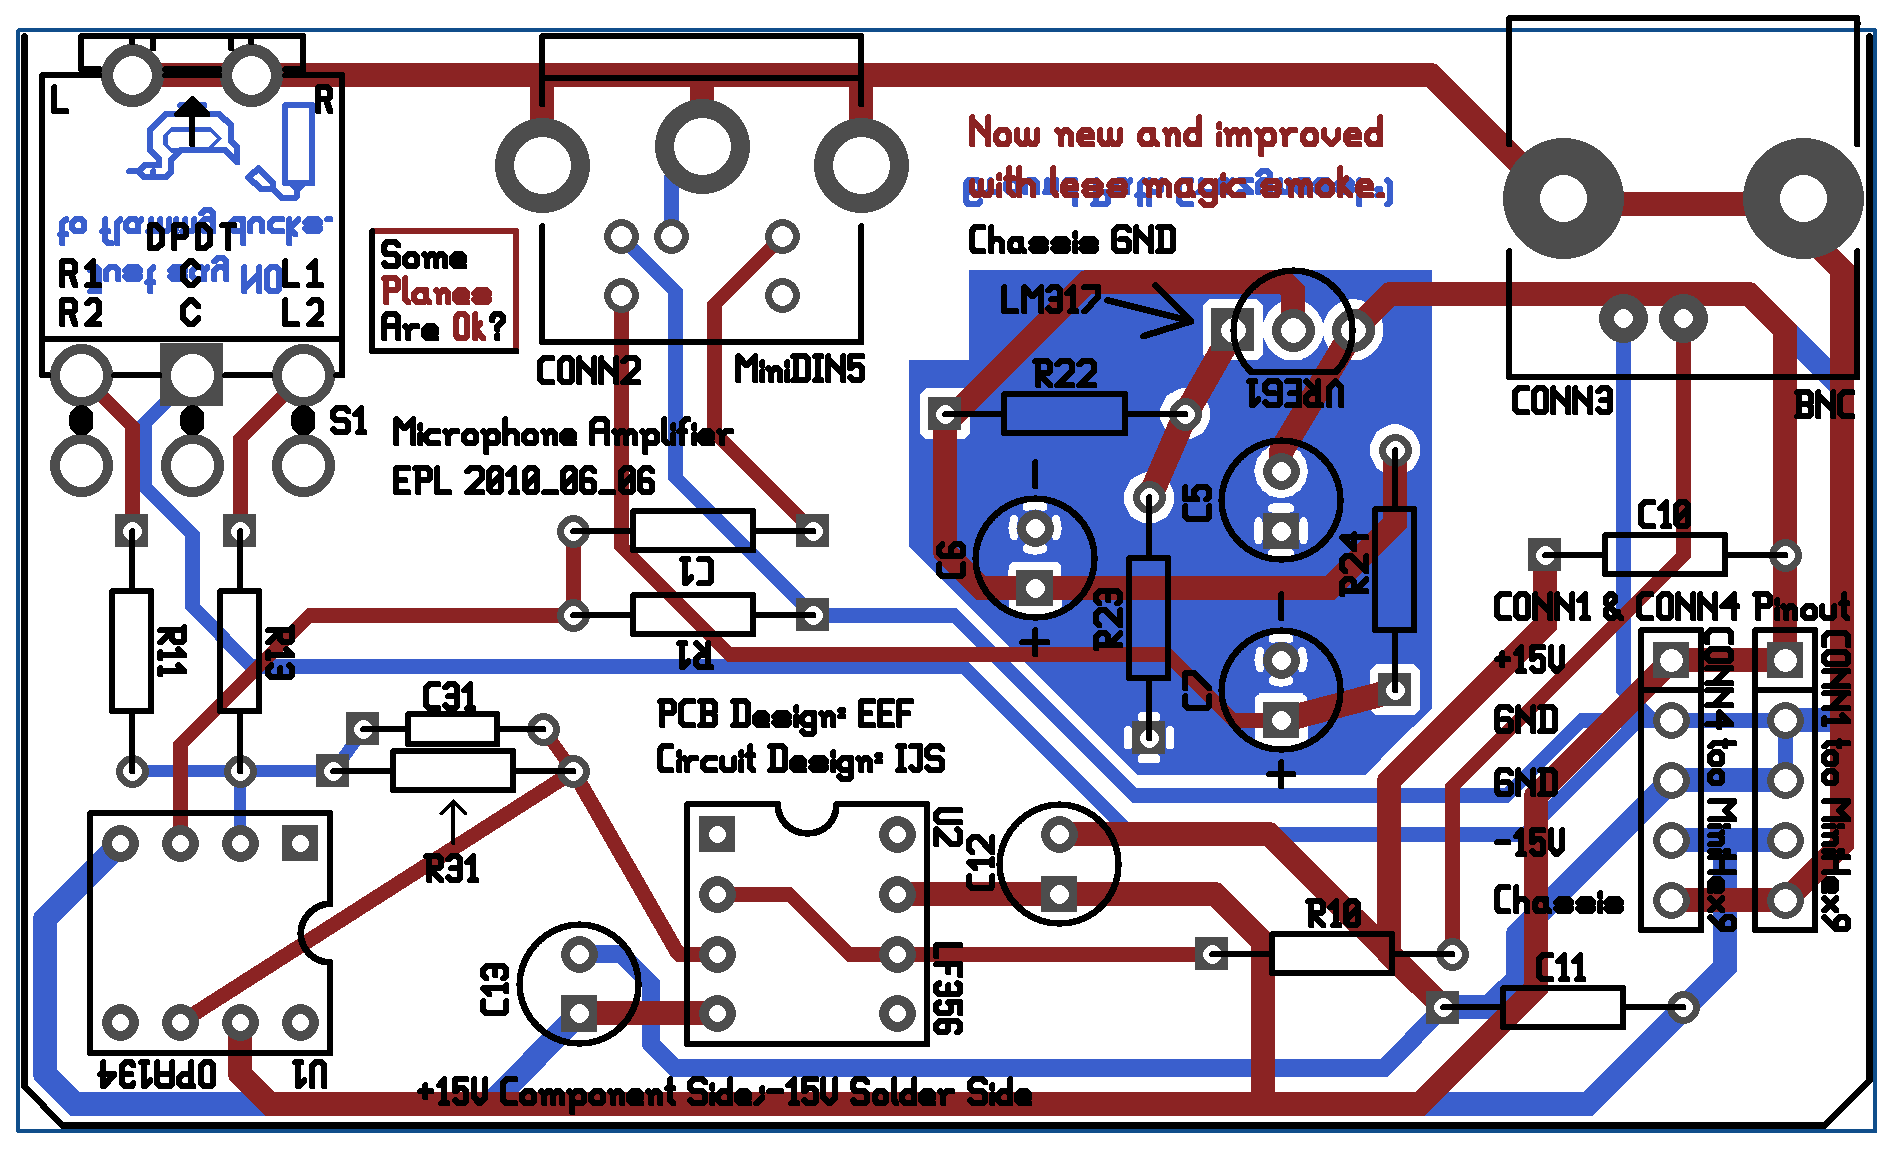 L
R
DPDT
R1 C L1
R2 C L2
S1
Some
Planes
Are Ok?
CONN2
MiniDIN5
Now new and improved
with less magic smoke.
Chassis GND
LM317
VREG1
R22
CONN3
BNC
Microphone Amplifier
EPL 2010_06_06
C1
R1
R11
R13
C9
-
+
C5
R23
R24
C7
-
+
C10
CONN1 & CONN4 Pinout
+15V
GND
GND
-15V
Chassis
CONN4 too MiniHex9
CONN1 too MiniHex9
C31
R31
PCB Design: EEF
Circuit Design: IJS
U2
LF356
C12
C13
R10
C11
OPA134
U1
+15V Component Side;-15V Solder Side